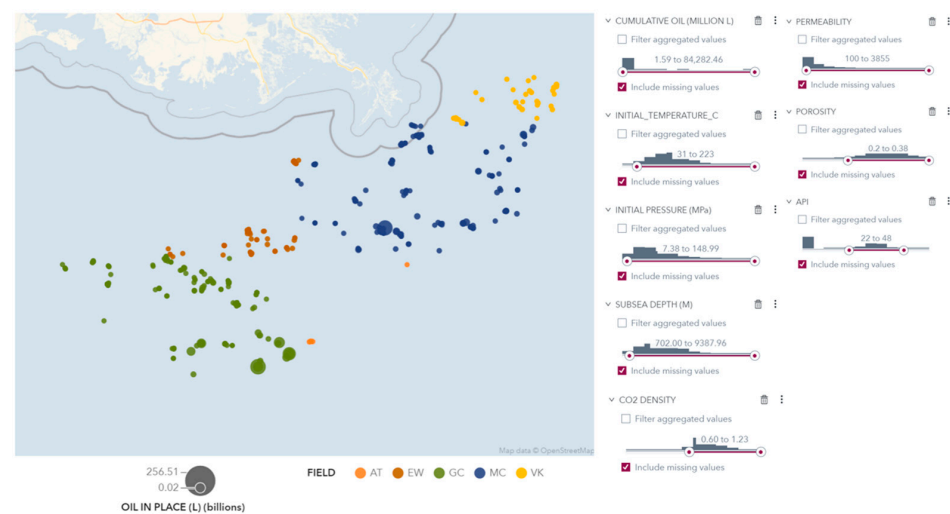 CUMULATIVE OIL (MILLION L)
Filter aggregated values
1.59 to 84,282.46
Include missing values
INITIAL_TEMPERATURE_C
Filter aggregated values
31 to 223
Include missing values
INITIAL PRESSURE (MPa)
Filter aggregated values
7.38 to 148.99
Include missing values
SUBSEA DEPTH (M)
Filter aggregated values
702.00 to 9387.96
Include missing values
CO2 DENSITY
Filter aggregated values
0.60 to 1.23
Include missing values
PERMEABILITY
Filter aggregated values
100 to 3855
Include missing values
POROSITY
Filter aggregated values
0.2 to 0.38
Include missing values
API
Filter aggregated values
22 to 48
Include missing values
Map data © OpenStreetMap
256.51
0.02
OIL IN PLACE (L) (billions)
FIELD AT EW GC MC VK